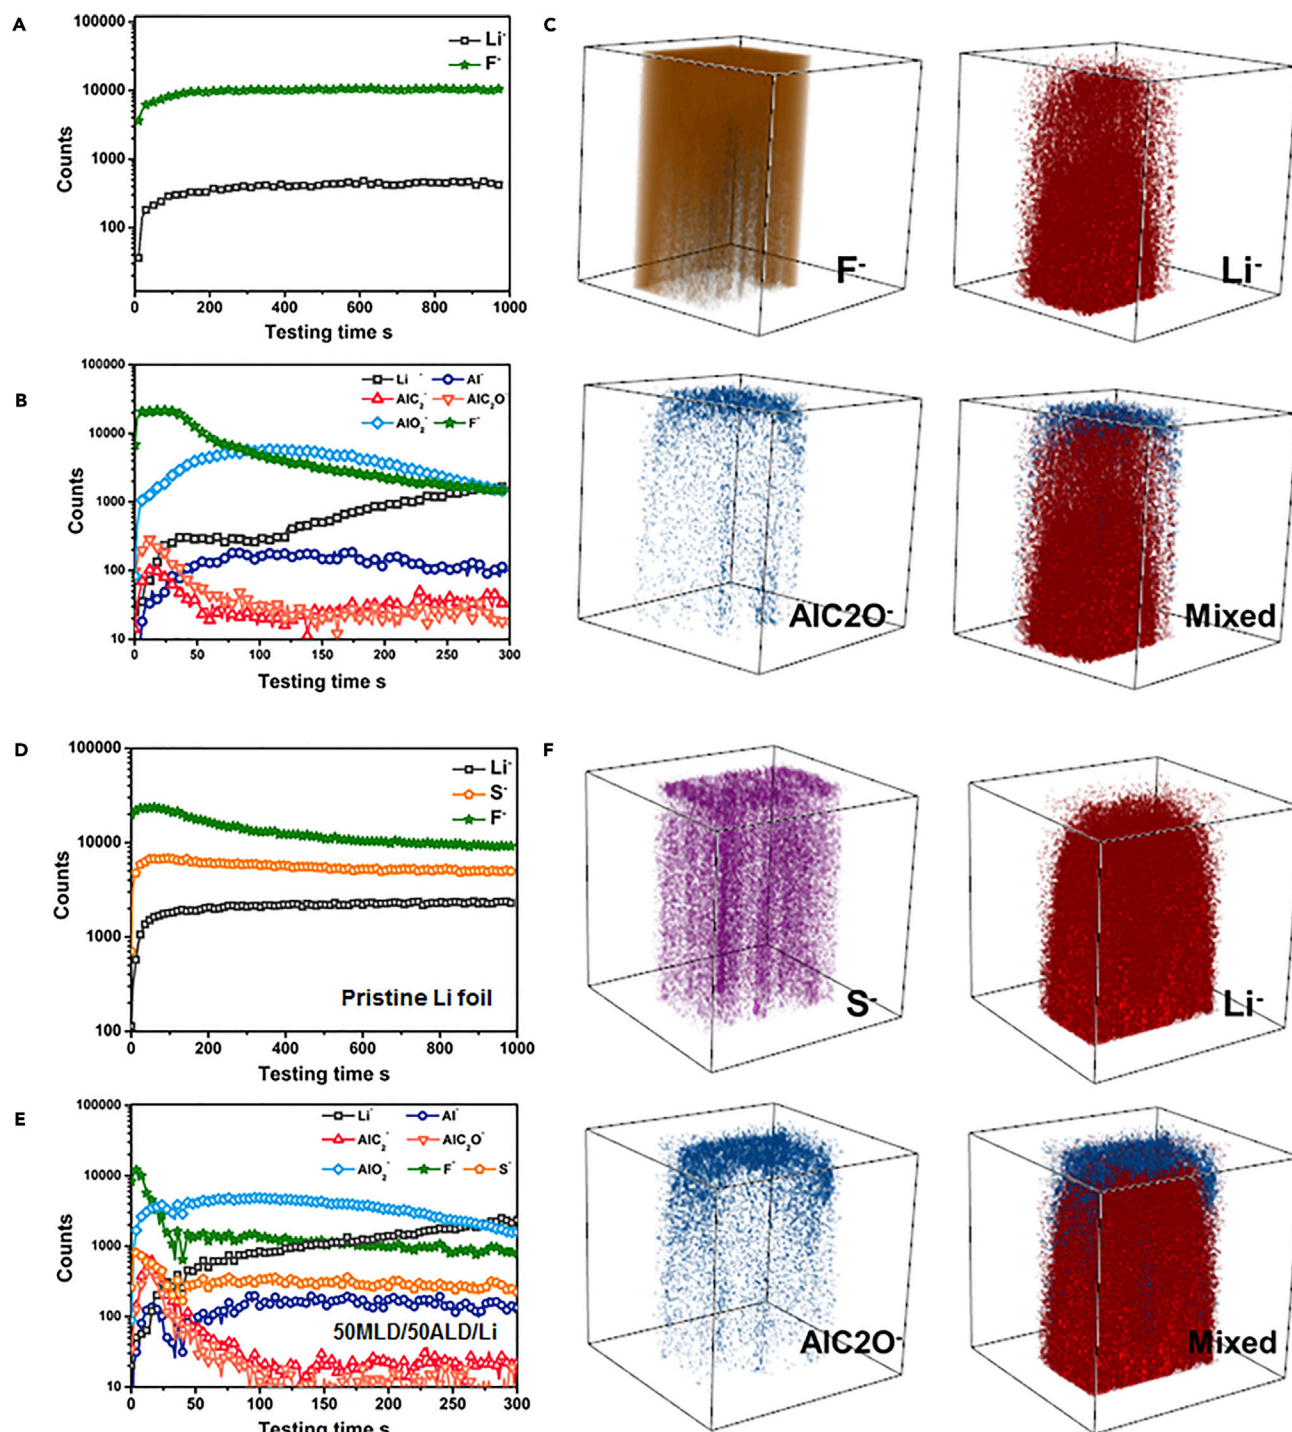 A
100000
10000
1000
100
Counts
Li⁻
F⁻
0 200 400 600 800 1000
Testing time s
C
F⁻
Li⁻
AlC2O⁻
Mixed
B
100000
10000
1000
100
10
Counts
Li⁻ Al⁻
AlC₂⁻ AlC₂O⁻
AlO₂⁻ F⁻
0 50 100 150 200 250 300
Testing time s
D
100000
10000
1000
100
Counts
Li⁻
S⁻
F⁻
Pristine Li foil
0 200 400 600 800 1000
Testing time s
F
S⁻
Li⁻
AlC2O⁻
Mixed
E
100000
10000
1000
100
10
Counts
Li⁻ Al⁻
AlC₂⁻ AlC₂O⁻
AlO₂⁻ F⁻ S⁻
50MLD/50ALD/Li
0 50 100 150 200 250 300
Testing time s